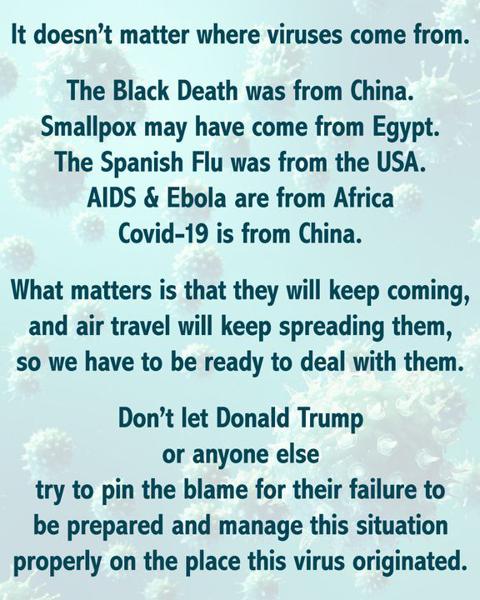 It doesn't matter where viruses come from.
The Black Death was from China.
Smallpox may have come from Egypt.
The Spanish Flu was from the USA.
AIDS & Ebola are from Africa
Covid-19 is from China.
What matters is that they will keep coming,
and air travel will keep spreading them,
so we have to be ready to deal with them.
Don't let Donald Trump
or anyone else
try to pin the blame for their failure to
be prepared and manage this situation
properly on the place this virus originated.